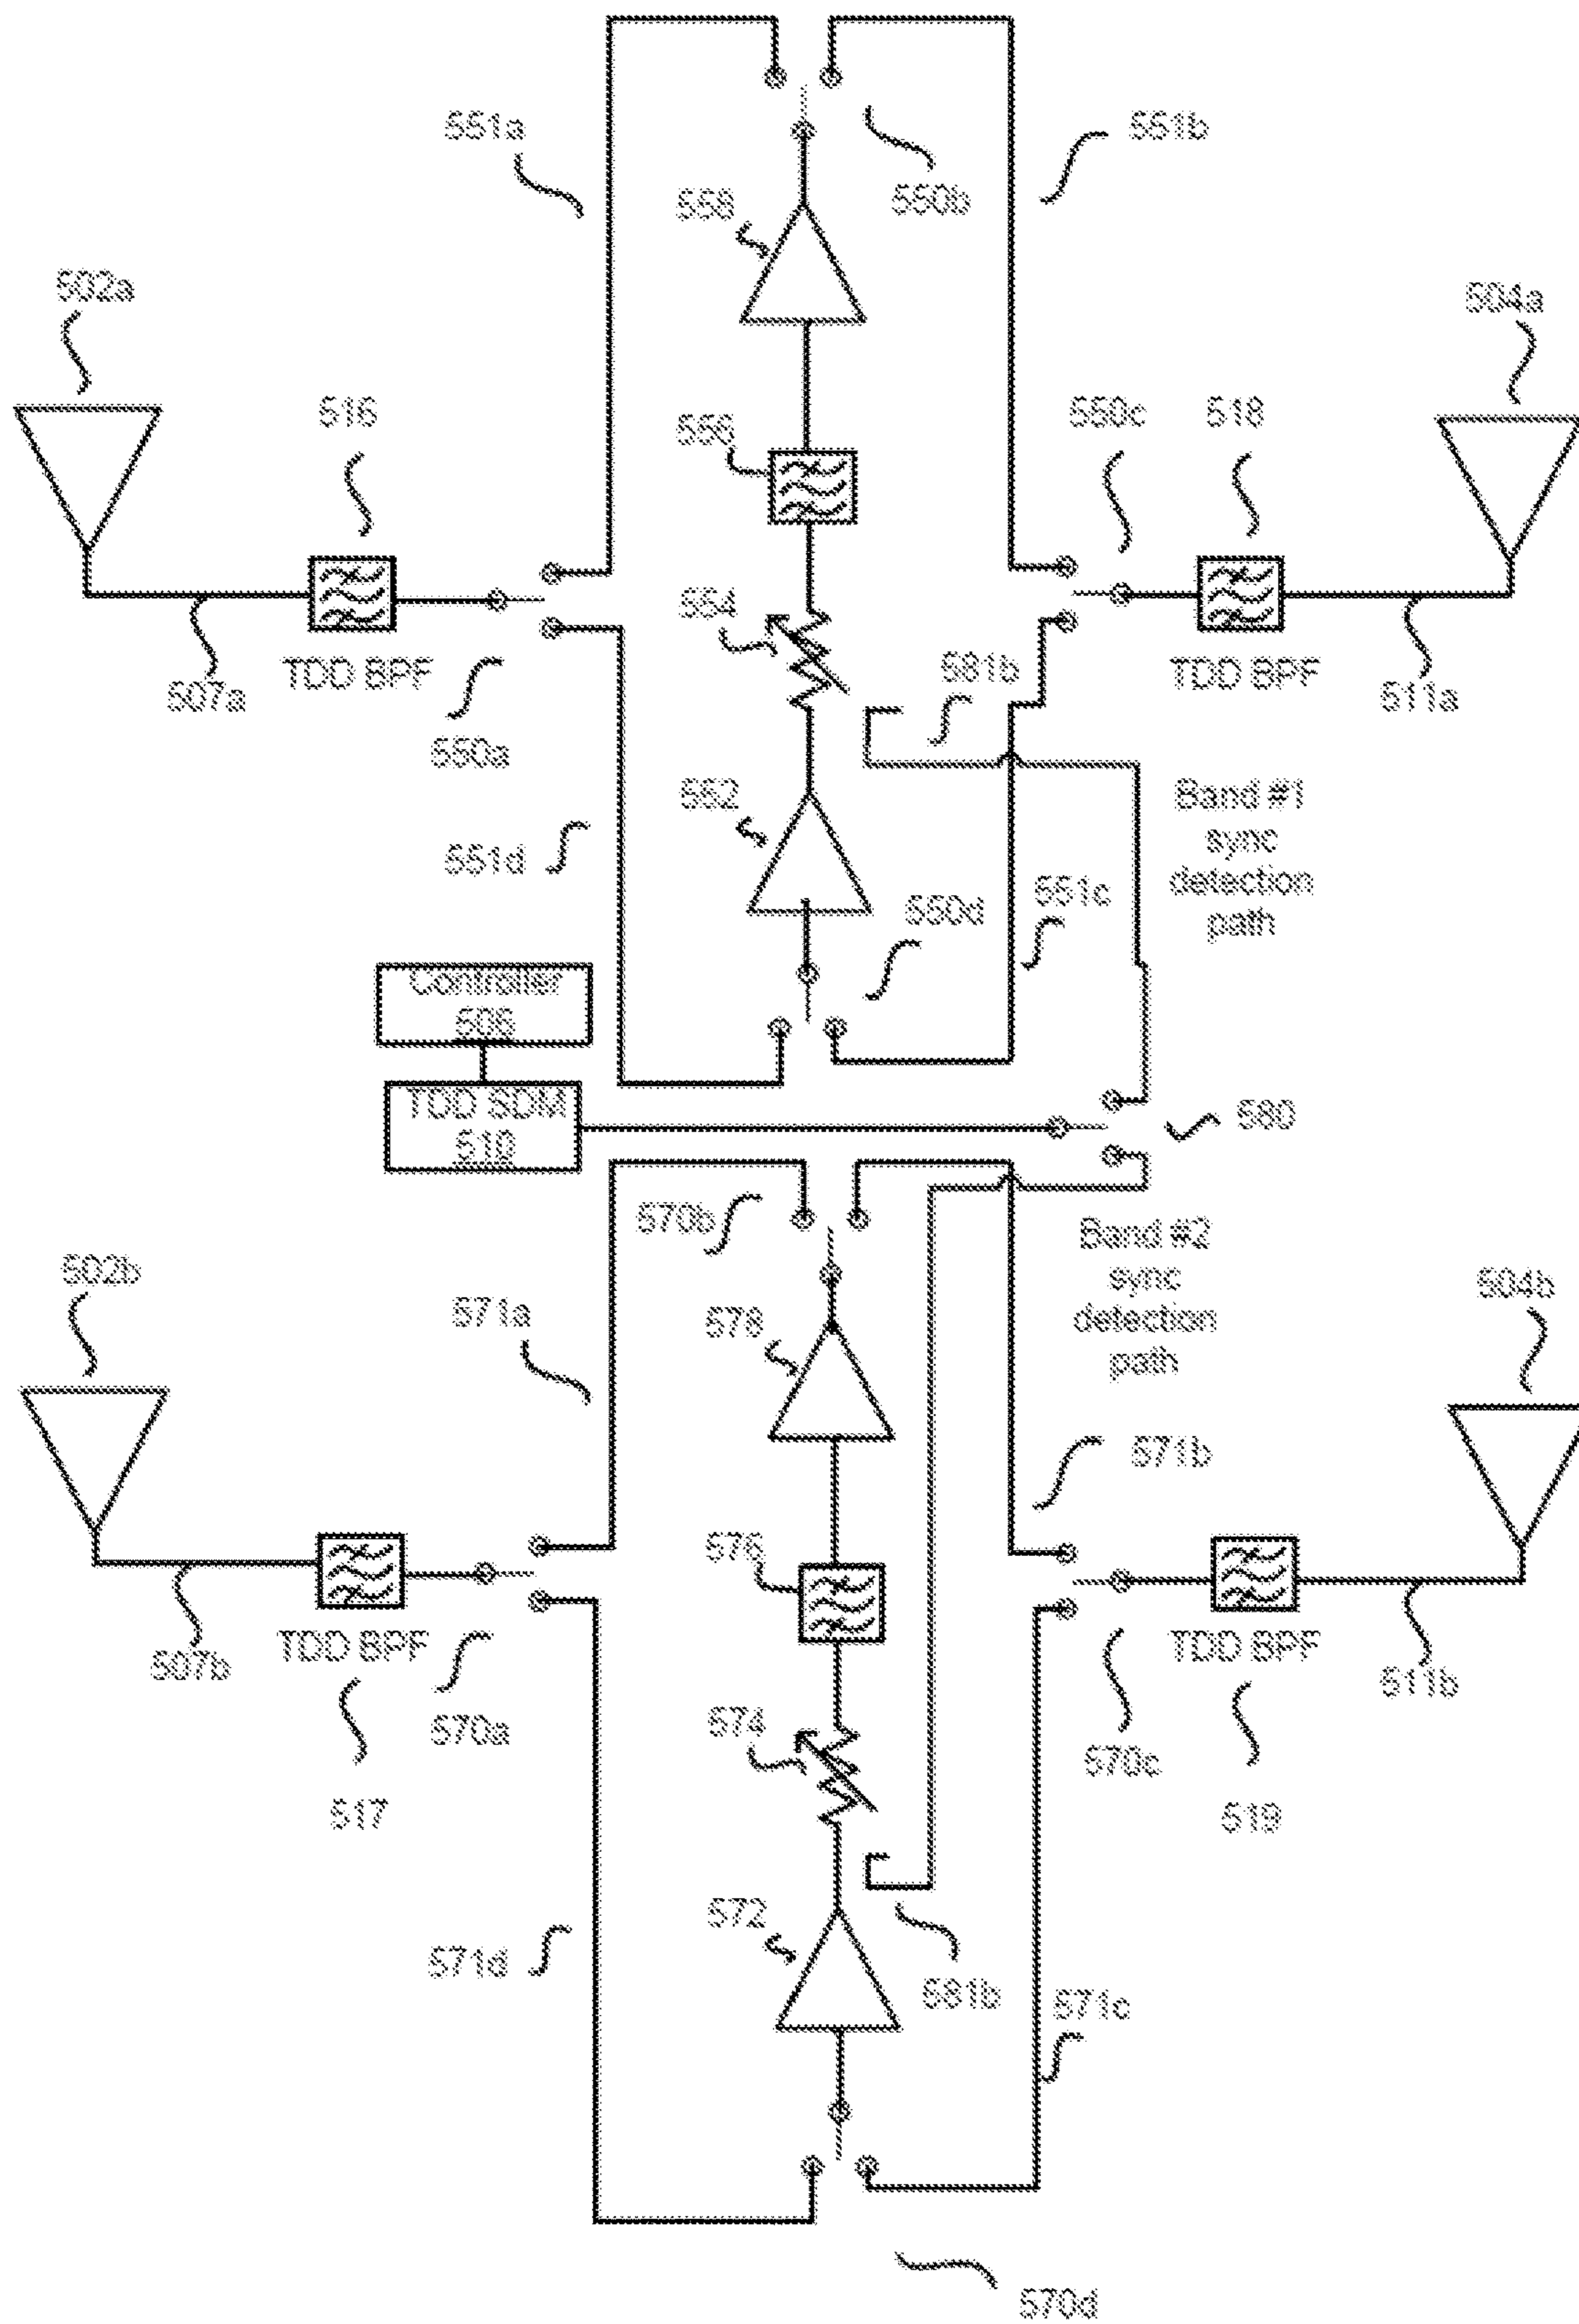 551a
551b
550b
558
502a
504a
516
556
550c
518
554
581b
TDD BPF
TDD BPF
507a
511a
550a
552
Band #1
sync
detection
path
551d
550d
551c
Controller
506
TDD SDM
510
580
570b
Band #2
sync
detection
path
502b
504b
571a
578
571b
576
TDD BPF
TDD BPF
507b
511b
570a
574
570c
517
519
572
571d
581b
571c
570d